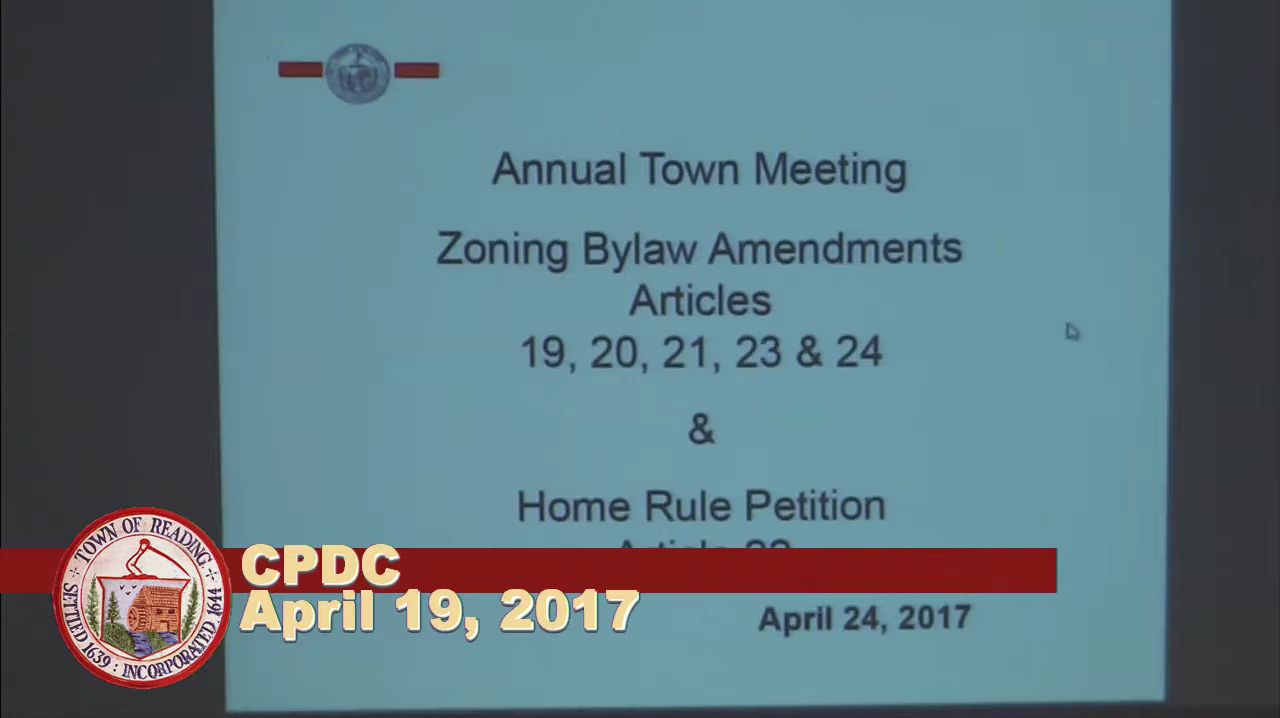 Annual Town Meeting
Zoning Bylaw Amendments
Articles
19, 20, 21, 23 & 24
&
Home Rule Petition
April 24, 2017
TOWN OF READING
SETTLED 1639 : INCORPORATED 1644
CPDC
April 19, 2017